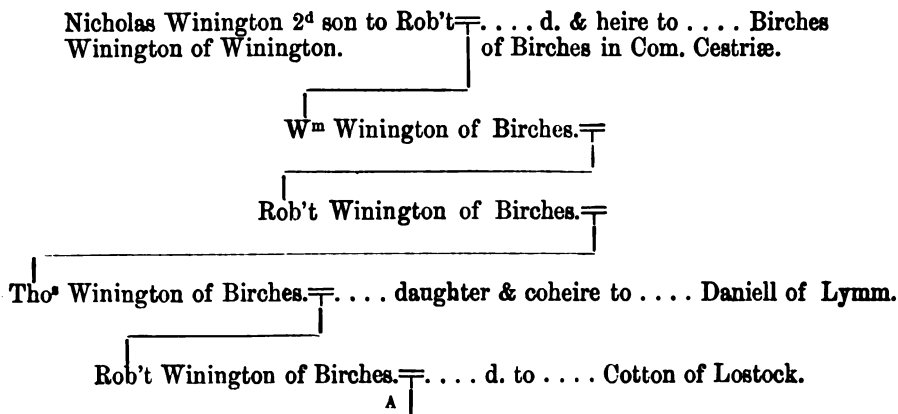 Nicholas Winington 2ᵈ son to Rob't=.... d. & heire to .... Birches
Winington of Winington. of Birches in Com. Cestriæ.
Wᵐ Winington of Birches.=
Rob't Winington of Birches.=
Thoˢ Winington of Birches.=.... daughter & coheire to .... Daniell of Lymm.
Rob't Winington of Birches.=.... d. to .... Cotton of Lostock.
A